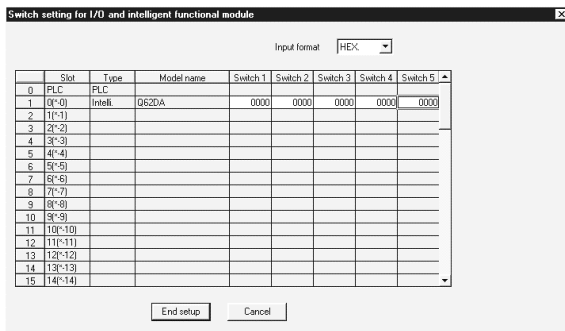 Switch setting for I/O and intelligent functional module
Input format HEX.
Slot Type Model name Switch 1 Switch 2 Switch 3 Switch 4 Switch 5
0 PLC PLC
1 0(*-0) Intelli. Q62DA 0000 0000 0000 0000 0000
2 1(*-1)
3 2(*-2)
4 3(*-3)
5 4(*-4)
6 5(*-5)
7 6(*-6)
8 7(*-7)
9 8(*-8)
10 9(*-9)
11 10(*-10)
12 11(*-11)
13 12(*-12)
14 13(*-13)
15 14(*-14)
End setup Cancel